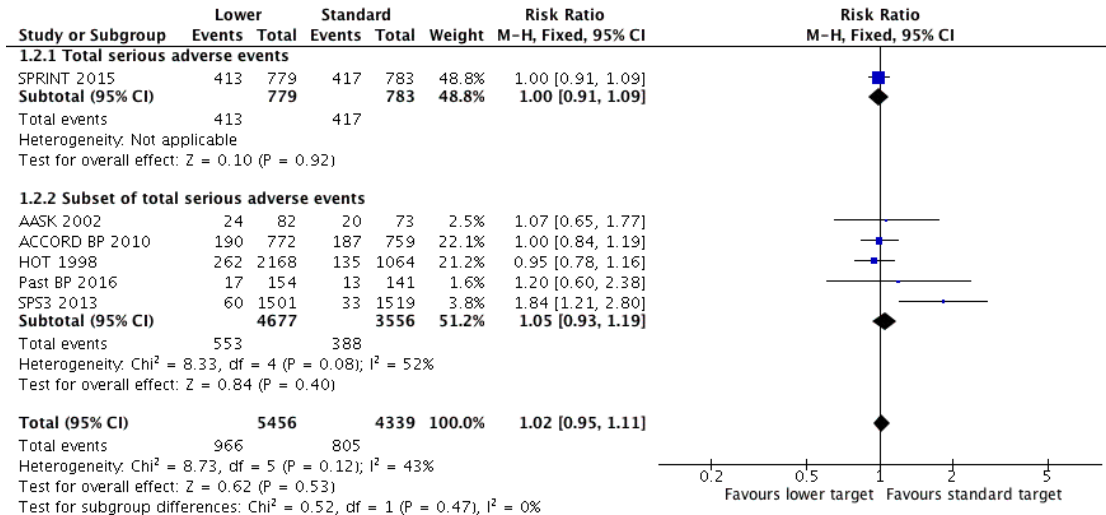 Lower Standard Risk Ratio Risk Ratio
Study or Subgroup Events Total Events Total Weight M-H, Fixed, 95% CI M-H, Fixed, 95% CI
1.2.1 Total serious adverse events
SPRINT 2015 413 779 417 783 48.8% 1.00 [0.91, 1.09]
Subtotal (95% CI) 779 783 48.8% 1.00 [0.91, 1.09]
Total events 413 417
Heterogeneity: Not applicable
Test for overall effect: Z = 0.10 (P = 0.92)
1.2.2 Subset of total serious adverse events
AASK 2002 24 82 20 73 2.5% 1.07 [0.65, 1.77]
ACCORD BP 2010 190 772 187 759 22.1% 1.00 [0.84, 1.19]
HOT 1998 262 2168 135 1064 21.2% 0.95 [0.78, 1.16]
Past BP 2016 17 154 13 141 1.6% 1.20 [0.60, 2.38]
SPS3 2013 60 1501 33 1519 3.8% 1.84 [1.21, 2.80]
Subtotal (95% CI) 4677 3556 51.2% 1.05 [0.93, 1.19]
Total events 553 388
Heterogeneity: Chi² = 8.33, df = 4 (P = 0.08); I² = 52%
Test for overall effect: Z = 0.84 (P = 0.40)
Total (95% CI) 5456 4339 100.0% 1.02 [0.95, 1.11]
Total events 966 805
Heterogeneity: Chi² = 8.73, df = 5 (P = 0.12); I² = 43%
Test for overall effect: Z = 0.62 (P = 0.53)
Test for subgroup differences: Chi² = 0.52, df = 1 (P = 0.47), I² = 0%
0.2 0.5 1 2 5
Favours lower target Favours standard target